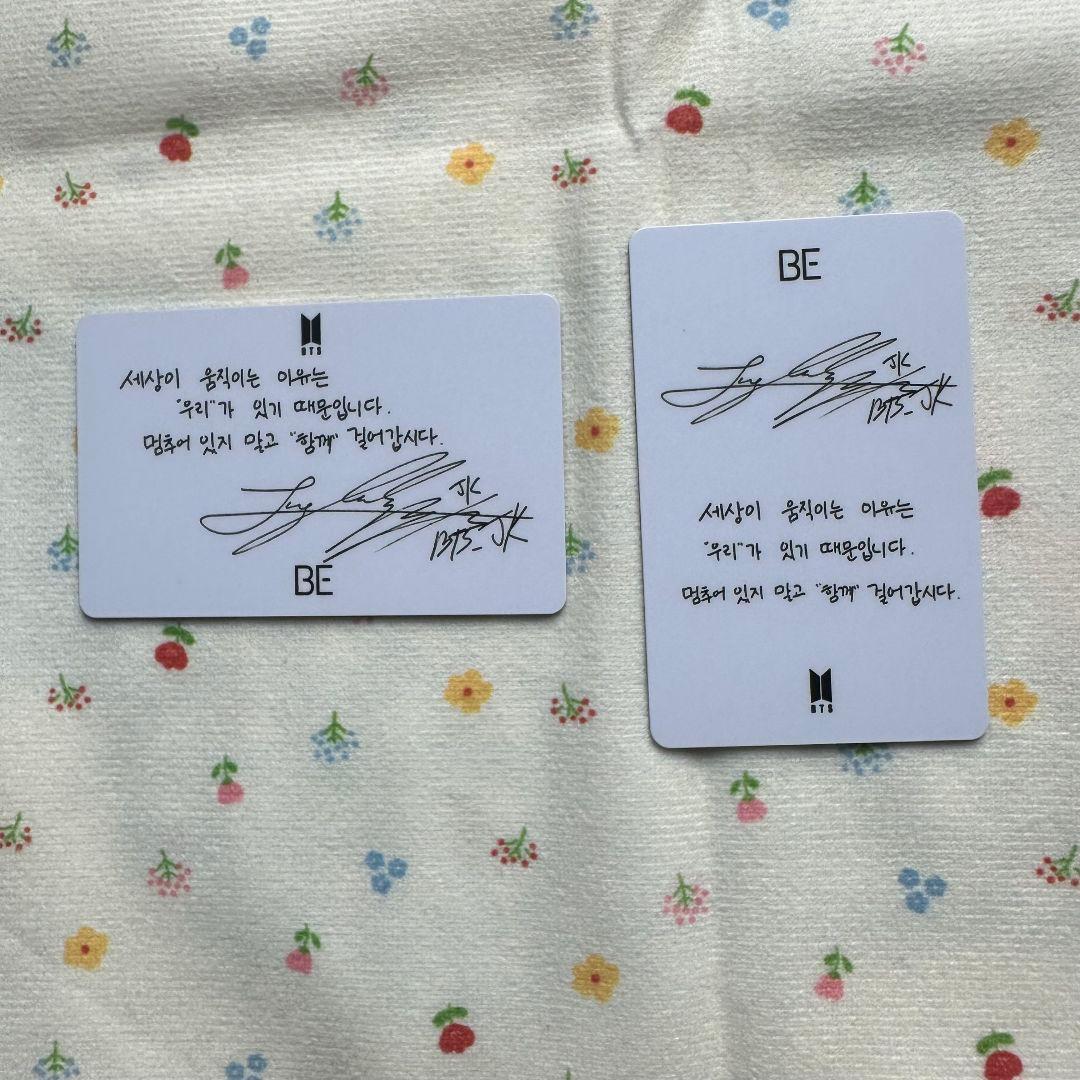 BTS
세상이 움직이는 이유는
"우리"가 있기 때문입니다.
멈추어 있지 말고 "함께" 걸어갑시다.
JK
BTS_JK
BE
BE
JK
BTS_JK
세상이 움직이는 이유는
"우리"가 있기 때문입니다.
멈추어 있지 말고 "함께" 걸어갑시다.
BTS